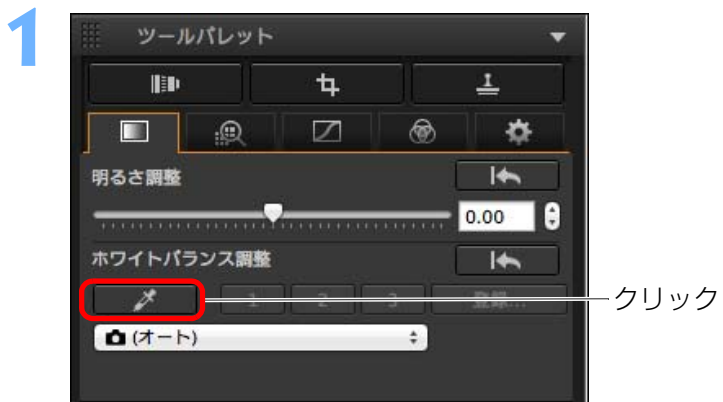 1
ツールパレット
明るさ調整
0.00
ホワイトバランス調整
1 2 3 登録...
クリック
(オート)